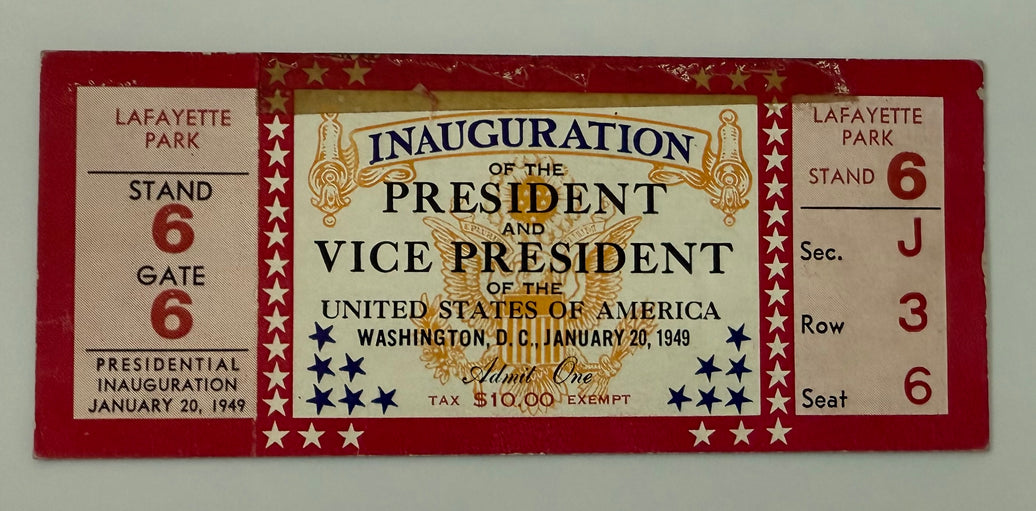 LAFAYETTE
PARK
STAND
6
GATE
6
PRESIDENTIAL
INAUGURATION
JANUARY 20, 1949
INAUGURATION
OF THE
PRESIDENT
AND
VICE PRESIDENT
OF THE
UNITED STATES OF AMERICA
WASHINGTON, D. C., JANUARY 20, 1949
Admit One
TAX $10.00 EXEMPT
LAFAYETTE
PARK
STAND 6
Sec. J
Row 3
Seat 6